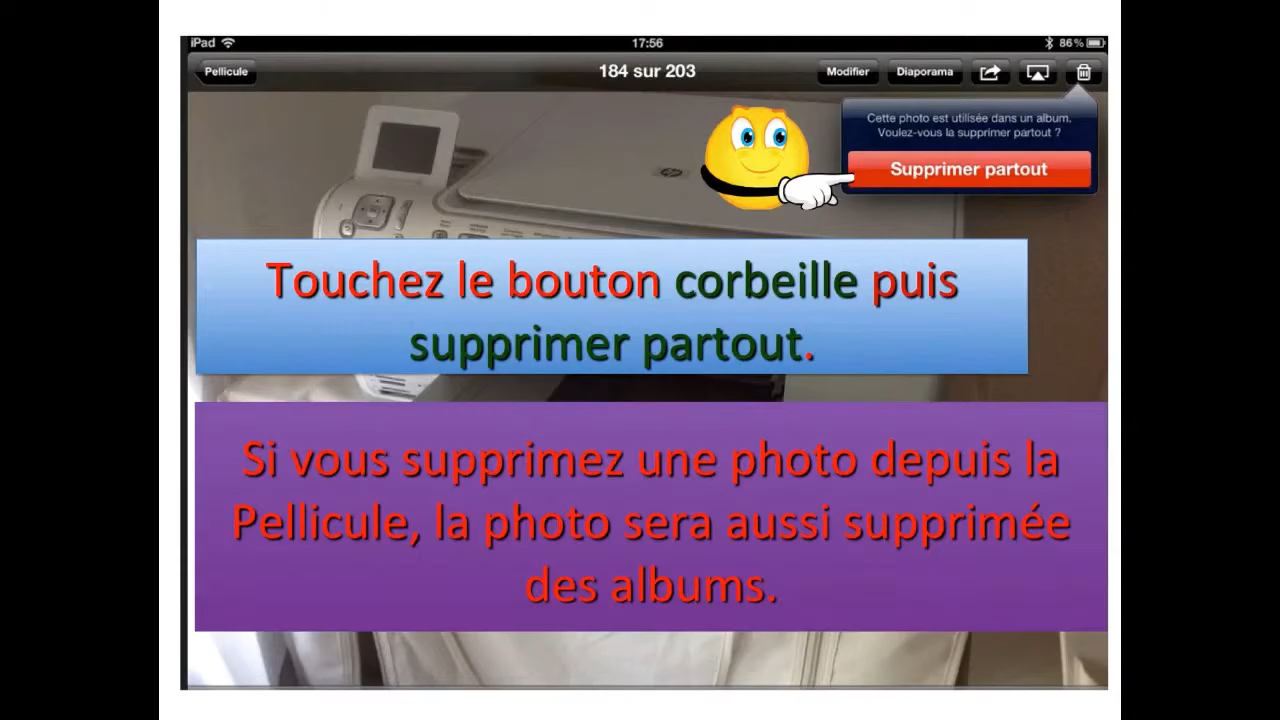 iPad 17:56 86%
Pellicule 184 sur 203 Modifier Diaporama
Cette photo est utilisée dans un album.
Voulez-vous la supprimer partout ?
Supprimer partout
hp
Touchez le bouton corbeille puis
supprimer partout.
Si vous supprimez une photo depuis la
Pellicule, la photo sera aussi supprimée
des albums.